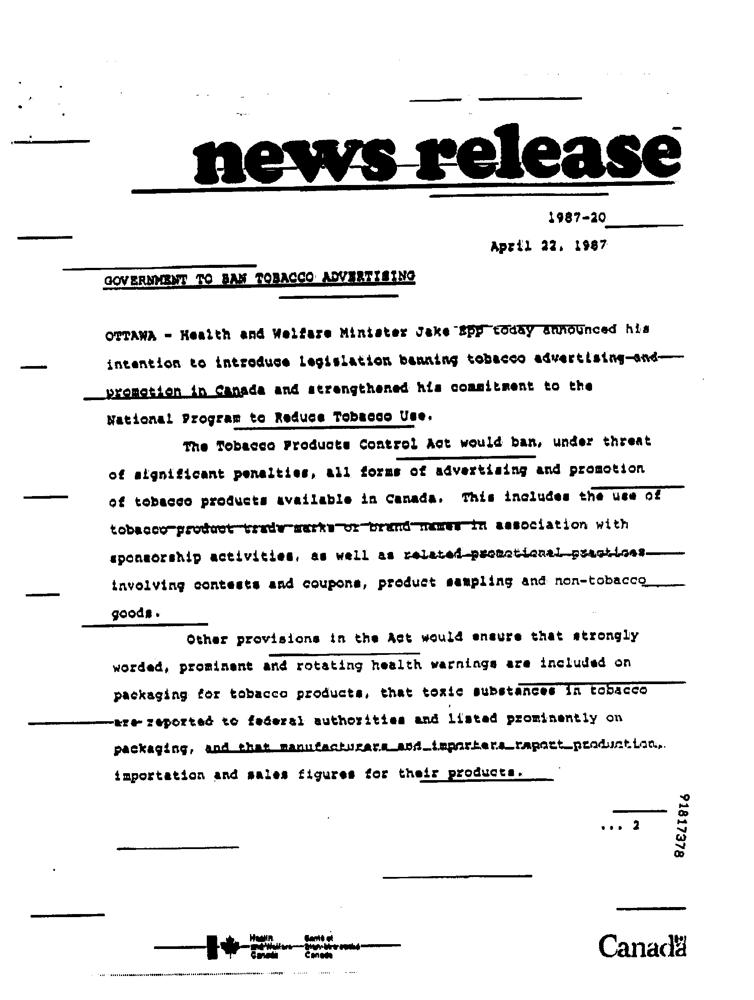 news release
1987-20
April 22, 1987
GOVERNMENT TO BAN TOBACCO ADVERTISING
OTTAWA - Health and Welfare Minister Jake Epp today announced his
intention to introduce legislation banning tobacco advertising and
promotion in Canada and strengthened his commitment to the
National Program to Reduce Tobacco Use.
The Tobacco Products Control Act would ban, under threat
of significant penalties, all forms of advertising and promotion
of tobacco products available in Canada. This includes the use of
tobacco product trade marks or brand names in association with
sponsorship activities, as well as related promotional practices
involving contests and coupons, product sampling and non-tobacco
goods.
Other provisions in the Act would ensure that strongly
worded, prominent and rotating health warnings are included on
packaging for tobacco products, that toxic substances in tobacco
are reported to federal authorities and listed prominently on
packaging, and that manufacturers and importers report production,
importation and sales figures for their products.
... 2
91817378
Health Santé et
and Welfare Bien-être social
Canada Canada
Canada